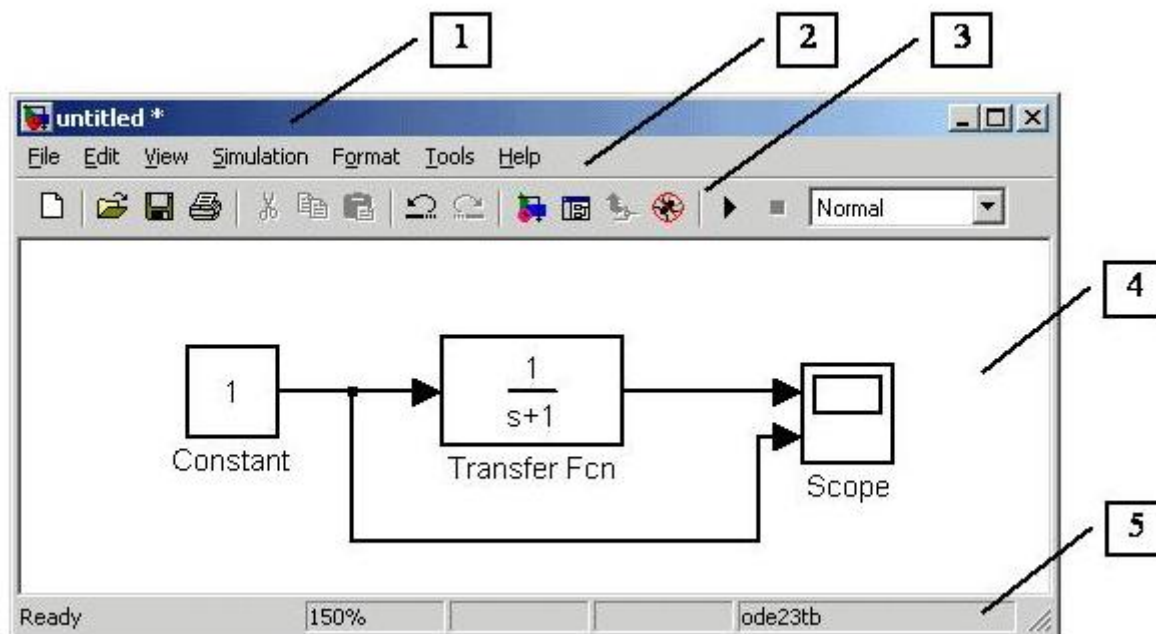 1
2
3
untitled *
File Edit View Simulation Format Tools Help
Normal
4
1
Constant
1
s+1
Transfer Fcn
Scope
5
Ready 150% ode23tb